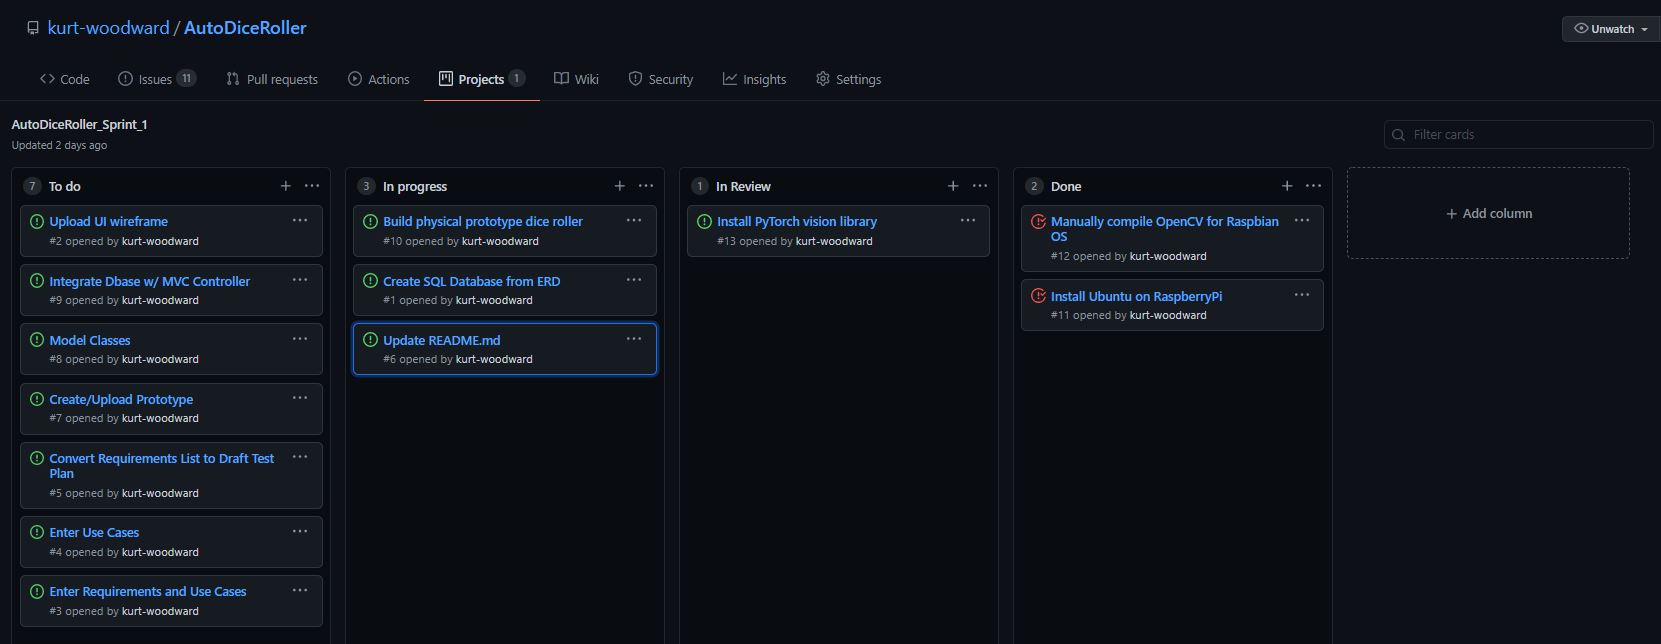 kurt-woodward / AutoDiceRoller
Unwatch
Code
Issues 11
Pull requests
Actions
Projects 1
Wiki
Security
Insights
Settings
AutoDiceRoller_Sprint_1
Updated 2 days ago
Filter cards
7 To do
Upload UI wireframe
#2 opened by kurt-woodward
Integrate Dbase w/ MVC Controller
#9 opened by kurt-woodward
Model Classes
#8 opened by kurt-woodward
Create/Upload Prototype
#7 opened by kurt-woodward
Convert Requirements List to Draft Test
Plan
#5 opened by kurt-woodward
Enter Use Cases
#4 opened by kurt-woodward
Enter Requirements and Use Cases
#3 opened by kurt-woodward
3 In progress
Build physical prototype dice roller
#10 opened by kurt-woodward
Create SQL Database from ERD
#1 opened by kurt-woodward
Update README.md
#6 opened by kurt-woodward
1 In Review
Install PyTorch vision library
#13 opened by kurt-woodward
2 Done
Manually compile OpenCV for Raspbian
OS
#12 opened by kurt-woodward
Install Ubuntu on RaspberryPi
#11 opened by kurt-woodward
+ Add column